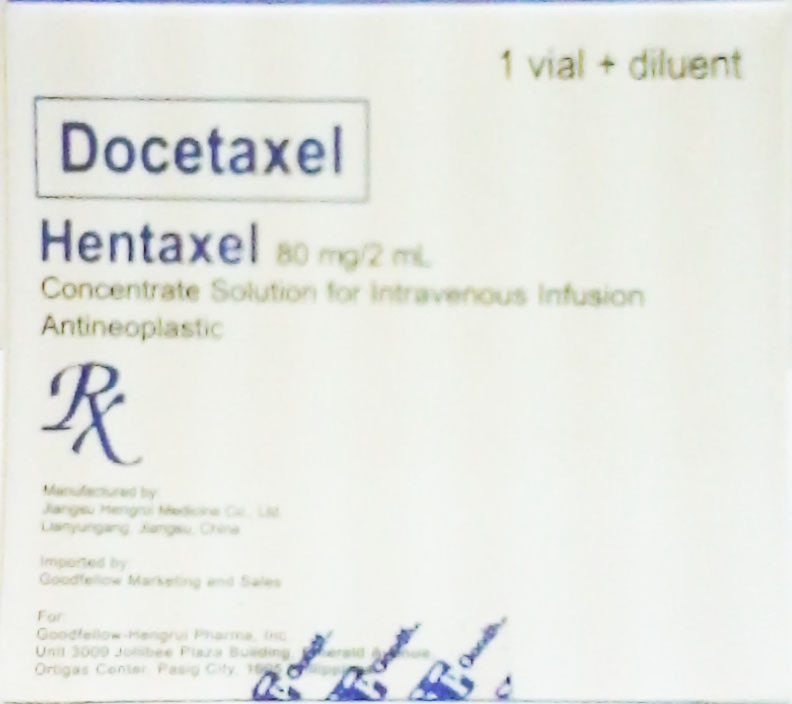 1 vial + diluent
Docetaxel
Hentaxel 80 mg/2 mL
Concentrate Solution for Intravenous Infusion
Antineoplastic
Rx
Manufactured by:
Jiangsu Hengrui Medicine Co., Ltd.
Lianyungang, Jiangsu, China
Imported by:
Goodfellow Marketing and Sales
For:
Goodfellow-Hengrui Pharma, Inc.
Unit 3009 Jollibee Plaza Building, Emerald Avenue,
Ortigas Center, Pasig City,